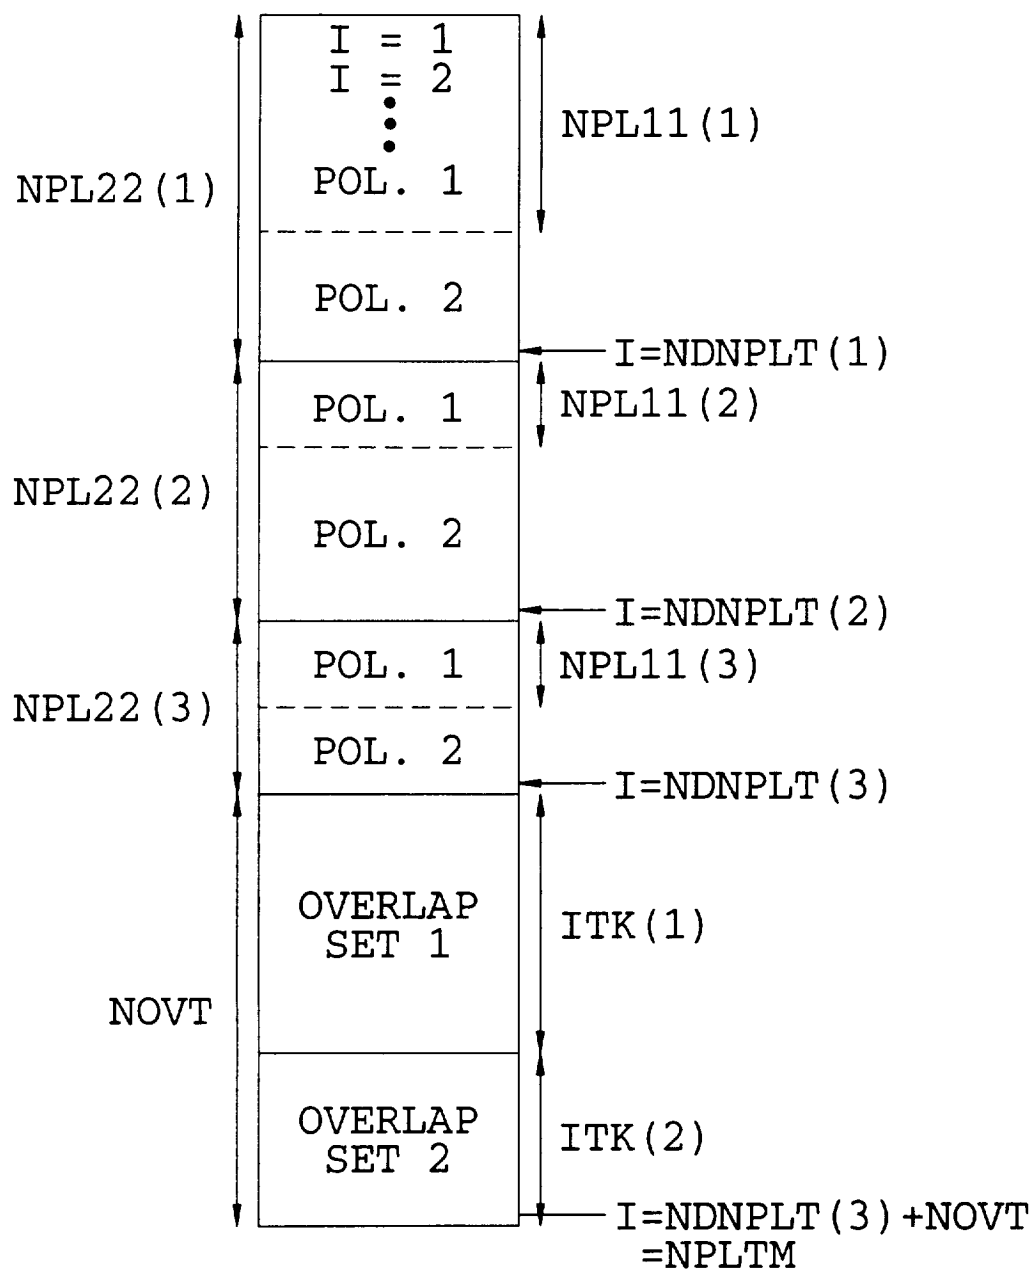 I = 1
I = 2
NPL11(1)
POL. 1
NPL22(1)
POL. 2
I=NDNPLT(1)
POL. 1
NPL11(2)
NPL22(2)
POL. 2
I=NDNPLT(2)
POL. 1
NPL11(3)
NPL22(3)
POL. 2
I=NDNPLT(3)
OVERLAP
SET 1
ITK(1)
NOVT
OVERLAP
SET 2
ITK(2)
I=NDNPLT(3)+NOVT
=NPLTM